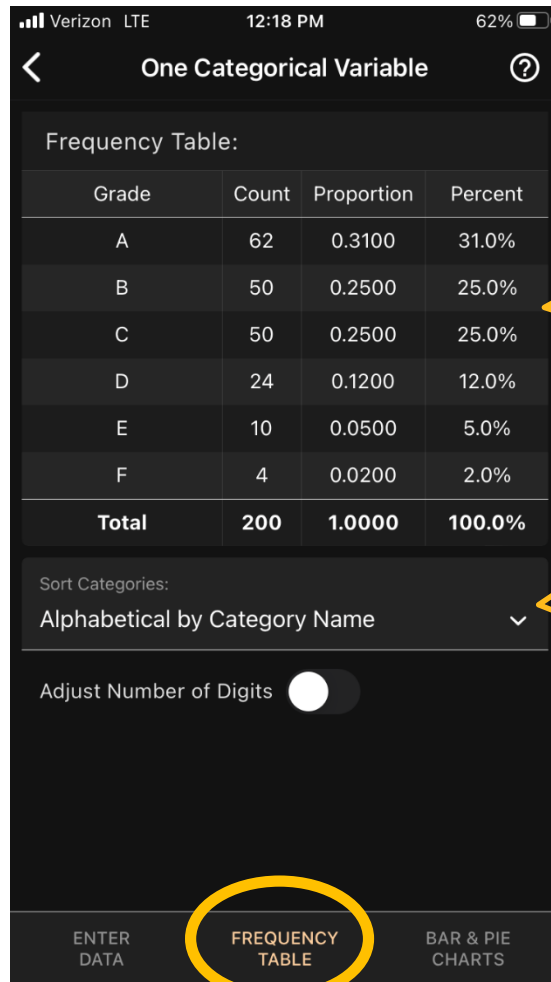 Verizon LTE 12:18 PM 62%
One Categorical Variable ?
Frequency Table:
Grade Count Proportion Percent
A 62 0.3100 31.0%
B 50 0.2500 25.0%
C 50 0.2500 25.0%
D 24 0.1200 12.0%
E 10 0.0500 5.0%
F 4 0.0200 2.0%
Total 200 1.0000 100.0%
Sort Categories:
Alphabetical by Category Name
Adjust Number of Digits
ENTER DATA
FREQUENCY TABLE
BAR & PIE CHARTS